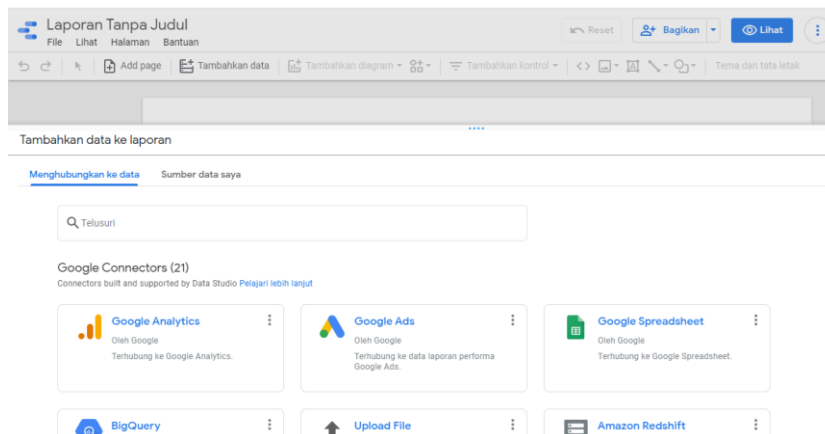 Laporan Tanpa Judul
File Lihat Halaman Bantuan
Reset
Bagikan
Lihat
Add page Tambahkan data Tambahkan diagram Tambahkan kontrol Tema dan tata letak
Tambahkan data ke laporan
Menghubungkan ke data Sumber data saya
Telusuri
Google Connectors (21)
Connectors built and supported by Data Studio Pelajari lebih lanjut
Google Analytics
Oleh Google
Terhubung ke Google Analytics.
Google Ads
Oleh Google
Terhubung ke data laporan performa
Google Ads.
Google Spreadsheet
Oleh Google
Terhubung ke Google Spreadsheet.
BigQuery
Upload File
Amazon Redshift